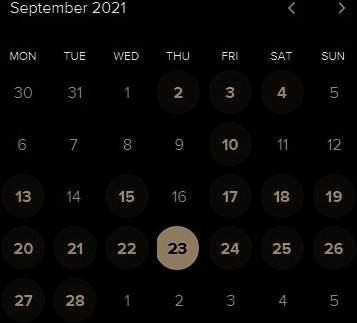 September 2021
MON TUE WED THU FRI SAT SUN
30 31 1 2 3 4 5
6 7 8 9 10 11 12
13 14 15 16 17 18 19
20 21 22 23 24 25 26
27 28 1 2 3 4 5